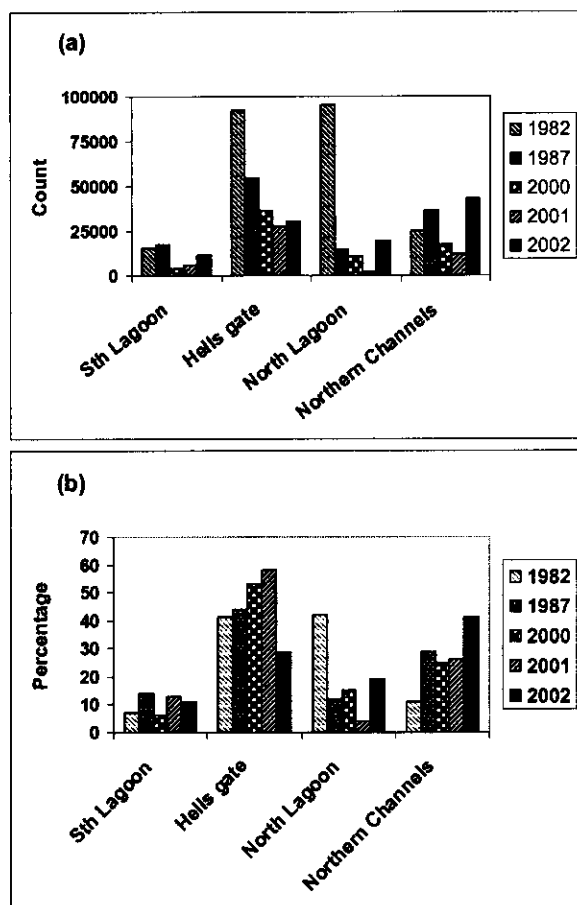 (a)
100000
75000
50000
25000
0
Count
Sth Lagoon
Hells gate
North Lagoon
Northern Channels
1982
1987
2000
2001
2002
(b)
70
60
50
40
30
20
10
0
Percentage
Sth Lagoon
Hells gate
North Lagoon
Northern Channels
1982
1987
2000
2001
2002